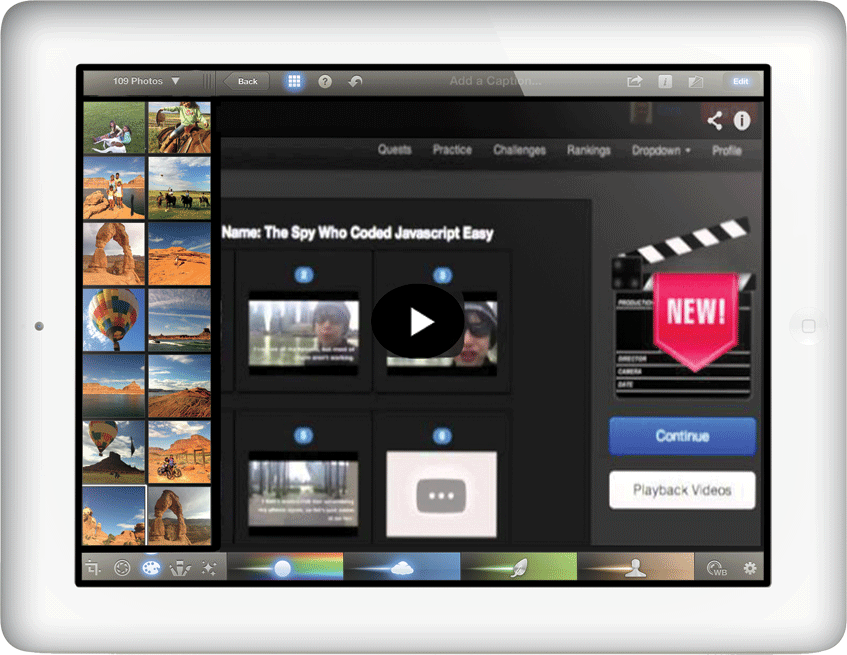 109 Photos
Back
?
Add a Caption...
i
Edit
i
Quests Practice Challenges Rankings Dropdown Profile
Name: The Spy Who Coded Javascript Easy
PRODUCTION
NEW!
DIRECTOR
CAMERA
DATE
Continue
Playback Videos
WB